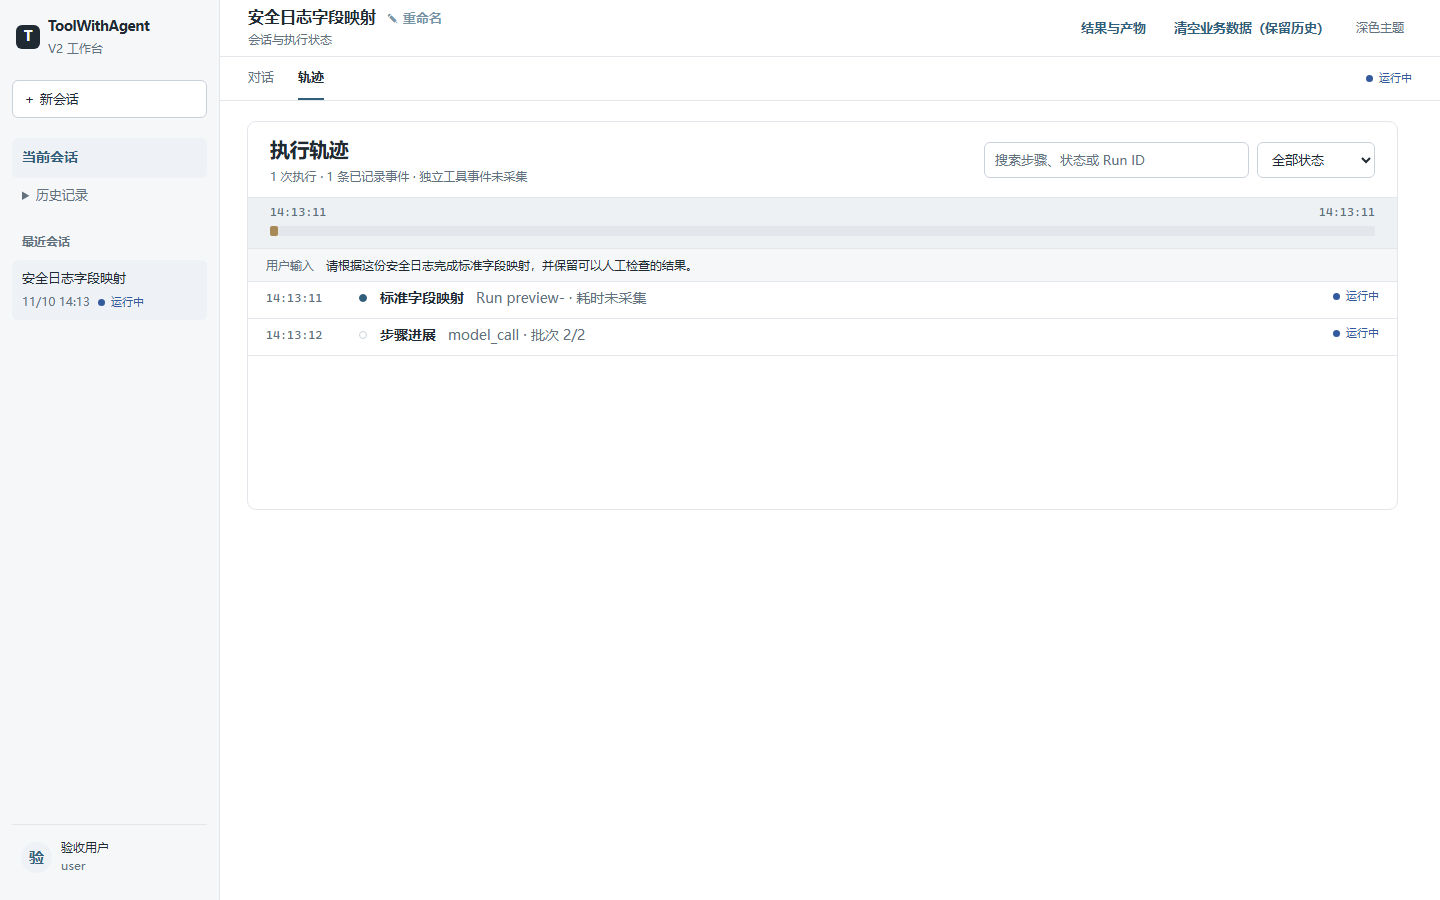 T
ToolWithAgent
V2 工作台
+ 新会话
当前会话
▶ 历史记录
最近会话
安全日志字段映射
11/10 14:13 ● 运行中
验
验收用户
user
安全日志字段映射 重命名
会话与执行状态
结果与产物 清空业务数据（保留历史） 深色主题
对话 轨迹
● 运行中
执行轨迹
1 次执行 · 1 条已记录事件 · 独立工具事件未采集
搜索步骤、状态或 Run ID
全部状态
14:13:11 14:13:11
用户输入 请根据这份安全日志完成标准字段映射，并保留可以人工检查的结果。
14:13:11 标准字段映射 Run preview- · 耗时未采集 ● 运行中
14:13:12 步骤进展 model_call · 批次 2/2 ● 运行中